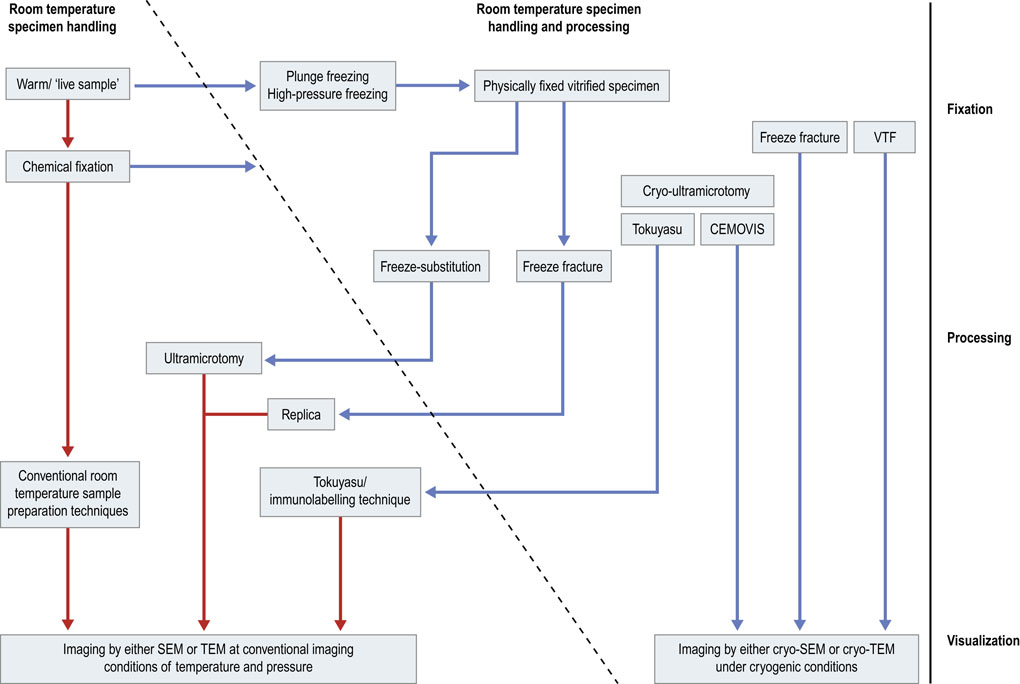 Room temperature
specimen handling
Room temperature specimen
handling and processing
Warm/ ‘live sample’
Plunge freezing
High-pressure freezing
Physically fixed vitrified specimen
Fixation
Freeze fracture
VTF
Chemical fixation
Cryo-ultramicrotomy
Tokuyasu
CEMOVIS
Freeze-substitution
Freeze fracture
Processing
Ultramicrotomy
Replica
Conventional room
temperature sample
preparation techniques
Tokuyasu/
immunolabelling technique
Visualization
Imaging by either SEM or TEM at conventional imaging
conditions of temperature and pressure
Imaging by either cryo-SEM or cryo-TEM
under cryogenic conditions